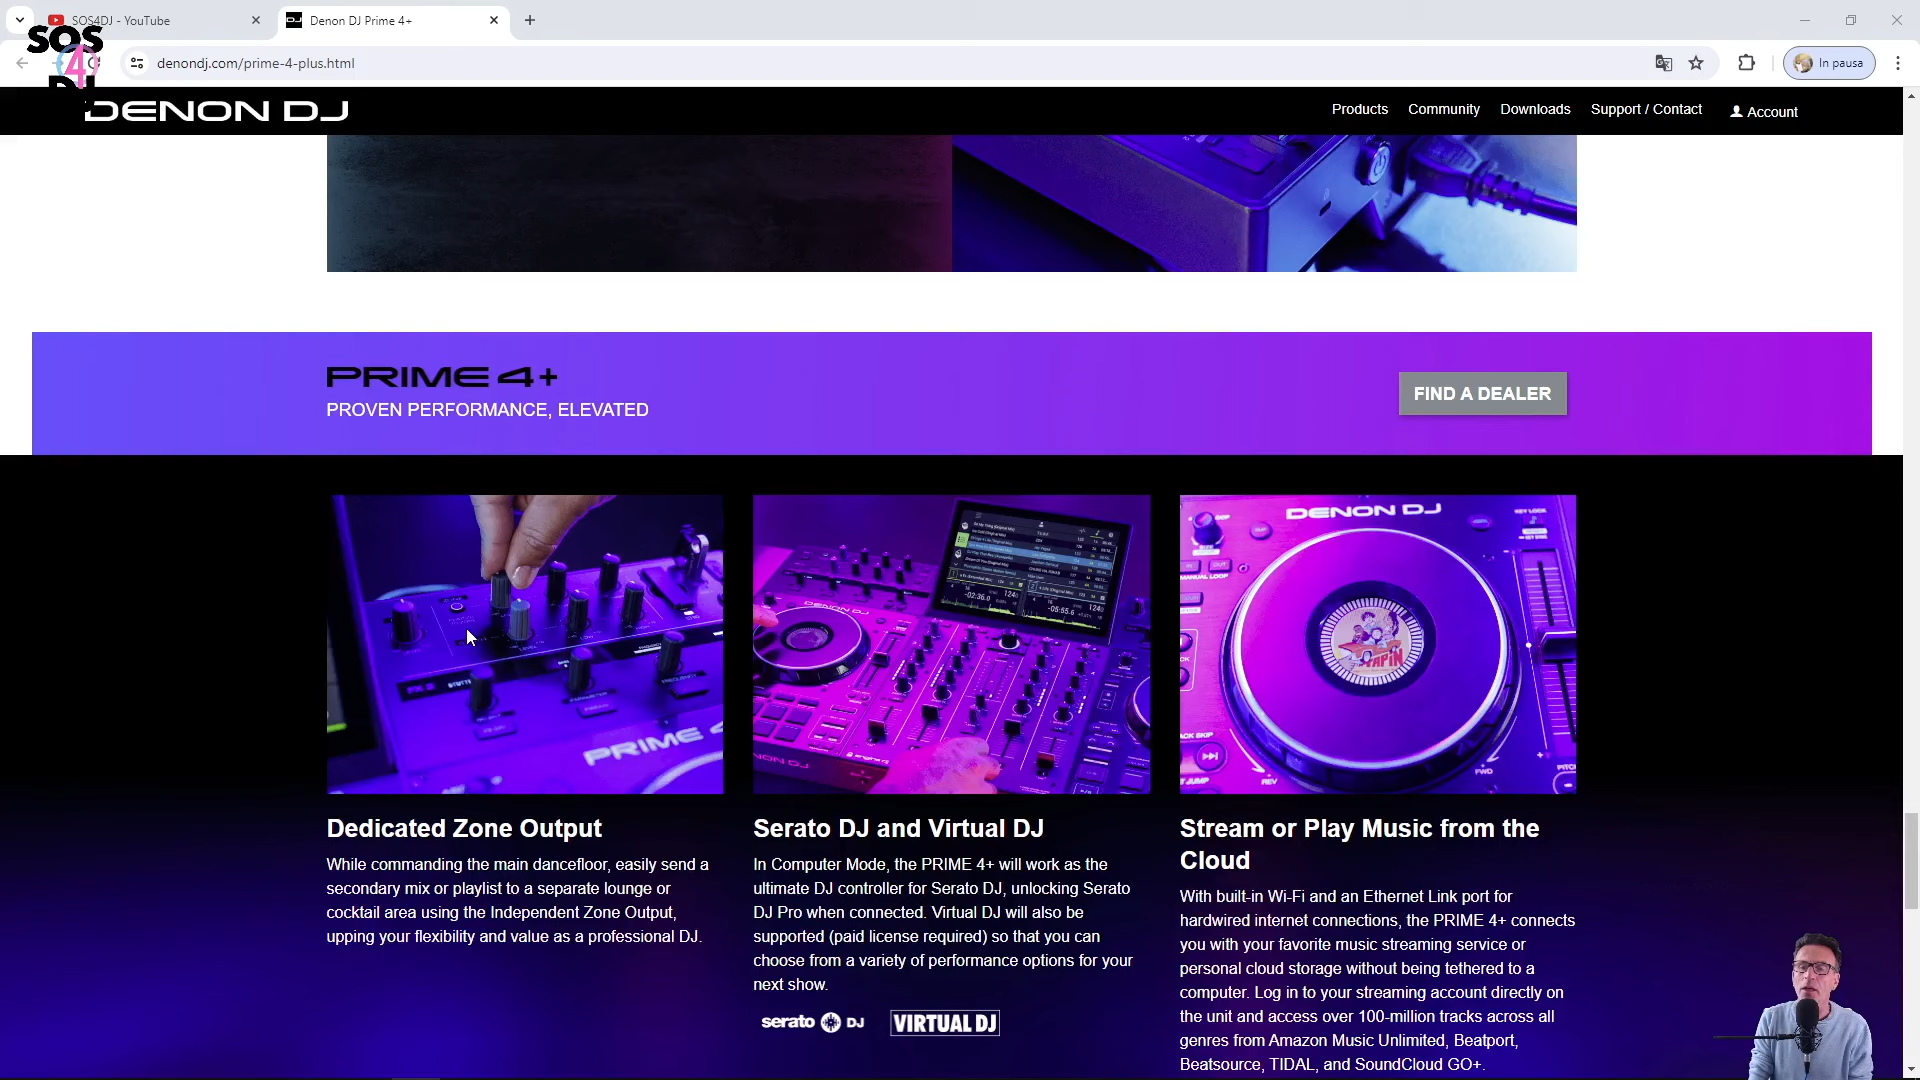 SOS4DJ - YouTube
Denon DJ Prime 4+
SOS
4
DJ
denondj.com/prime-4-plus.html
In pausa
DENON DJ
Products
Community
Downloads
Support / Contact
Account
PRIME 4+
PROVEN PERFORMANCE, ELEVATED
FIND A DEALER
PRIME 4
DENON DJ
Dedicated Zone Output
While commanding the main dancefloor, easily send a
secondary mix or playlist to a separate lounge or
cocktail area using the Independent Zone Output,
upping your flexibility and value as a professional DJ.
Serato DJ and Virtual DJ
In Computer Mode, the PRIME 4+ will work as the
ultimate DJ controller for Serato DJ, unlocking Serato
DJ Pro when connected. Virtual DJ will also be
supported (paid license required) so that you can
choose from a variety of performance options for your
next show.
serato DJ
VIRTUAL DJ
Stream or Play Music from the
Cloud
With built-in Wi-Fi and an Ethernet Link port for
hardwired internet connections, the PRIME 4+ connects
you with your favorite music streaming service or
personal cloud storage without being tethered to a
computer. Log in to your streaming account directly on
the unit and access over 100-million tracks across all
genres from Amazon Music Unlimited, Beatport,
Beatsource, TIDAL, and SoundCloud GO+.